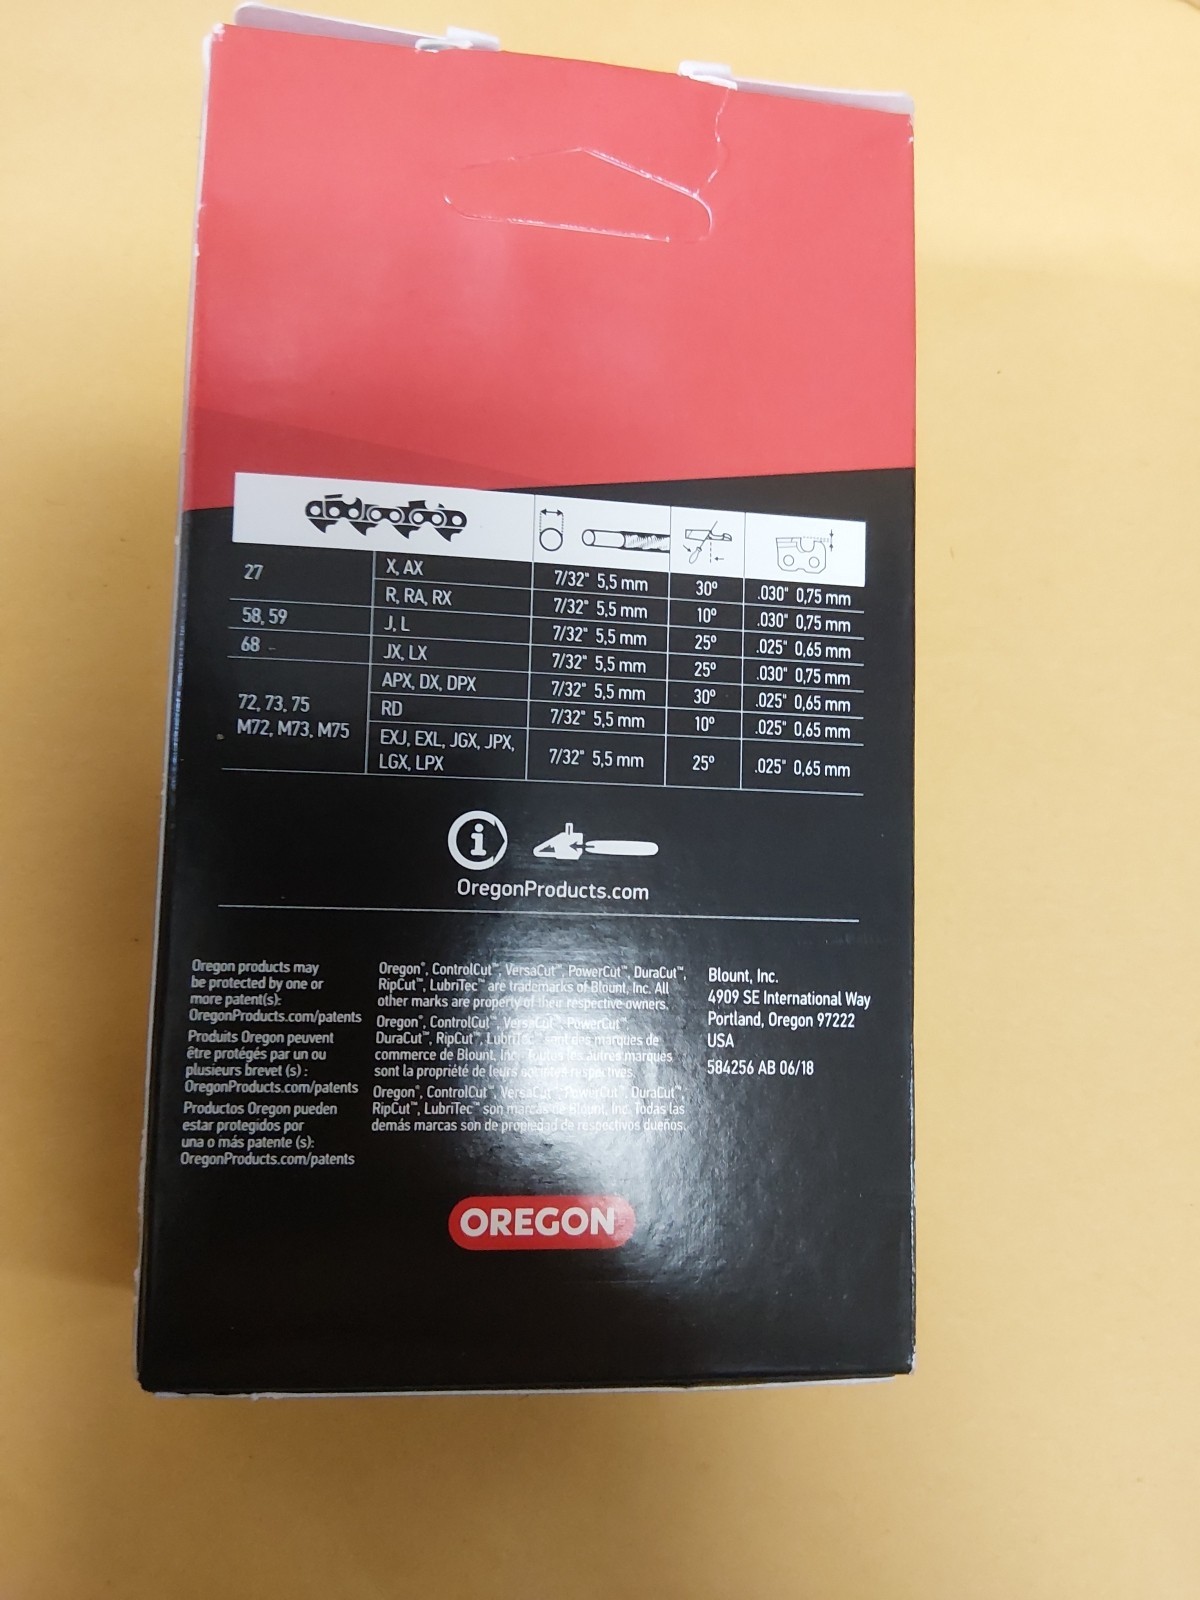 27 X, AX 7/32" 5,5 mm 30º .030" 0,75 mm
R, RA, RX 7/32" 5,5 mm 10º .030" 0,75 mm
58, 59 J, L 7/32" 5,5 mm 25º .025" 0,65 mm
68 JX, LX 7/32" 5,5 mm 25º .030" 0,75 mm
72, 73, 75
M72, M73, M75
APX, DX, DPX 7/32" 5,5 mm 30º .025" 0,65 mm
RD 7/32" 5,5 mm 10º .025" 0,65 mm
EXJ, EXL, JGX, JPX,
LGX, LPX 7/32" 5,5 mm 25º .025" 0,65 mm
i
OregonProducts.com
Oregon products may
be protected by one or
more patent(s):
OregonProducts.com/patents
Produits Oregon peuvent
être protégés par un ou
plusieurs brevet (s) :
OregonProducts.com/patents
Productos Oregon pueden
estar protegidos por
una o más patente (s):
OregonProducts.com/patents
Oregon®, ControlCut™, VersaCut™, PowerCut™, DuraCut™,
RipCut™, LubriTec™ are trademarks of Blount, Inc. All
other marks are property of their respective owners.
Oregon®, ControlCut™, VersaCut™, PowerCut™,
DuraCut™, RipCut™, LubriTec™ sont des marques de
commerce de Blount, Inc. Toutes les autres marques
sont la propriété de leurs sociétés respectives.
Oregon®, ControlCut™, VersaCut™, PowerCut™, DuraCut™
RipCut™, LubriTec™ son marcas de Blount, Inc. Todas las
demás marcas son de propiedad de respectivos dueños.
Blount, Inc.
4909 SE International Way
Portland, Oregon 97222
USA
584256 AB 06/18
OREGON